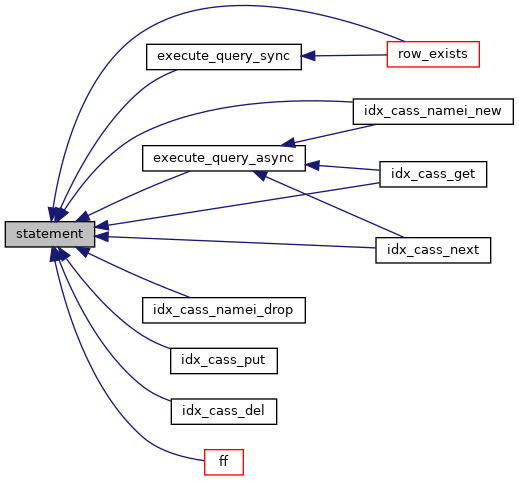 row_exists
execute_query_sync
idx_cass_namei_new
execute_query_async
idx_cass_get
statement
idx_cass_next
idx_cass_namei_drop
idx_cass_put
idx_cass_del
ff